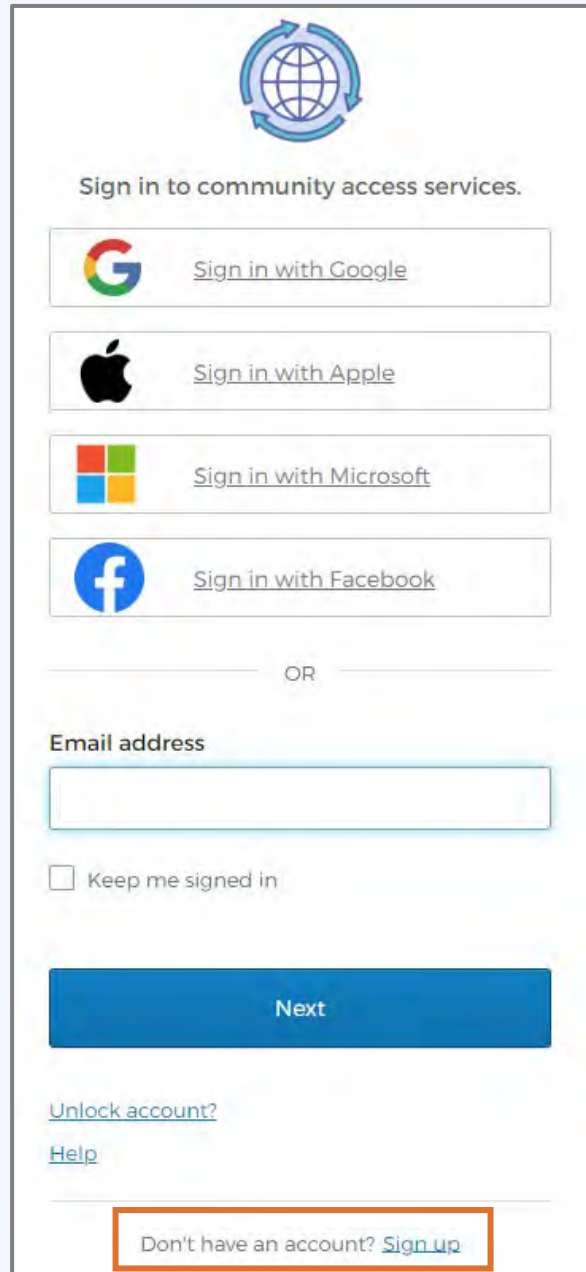 Sign in to community access services.
Sign in with Google
Sign in with Apple
Sign in with Microsoft
Sign in with Facebook
OR
Email address
Keep me signed in
Next
Unlock account?
Help
Don't have an account? Sign up